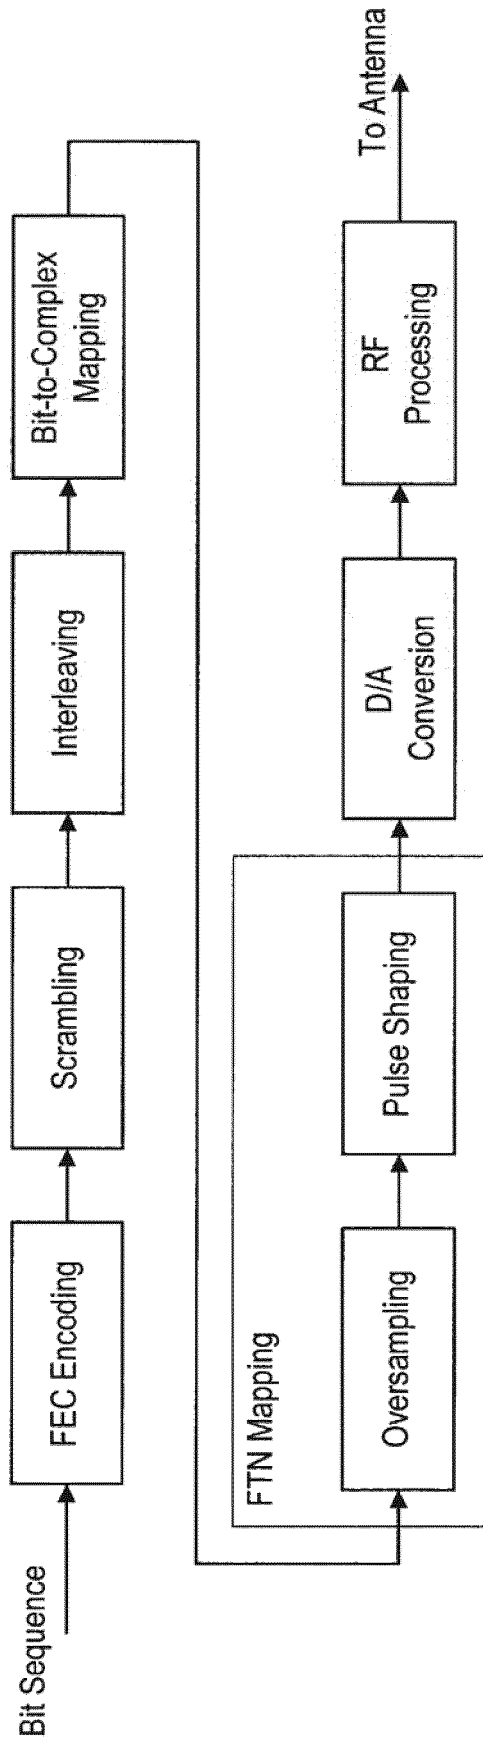 Bit Sequence
FEC Encoding
Scrambling
Interleaving
Bit-to-Complex
Mapping
FTN Mapping
Oversampling
Pulse Shaping
D/A
Conversion
RF
Processing
To Antenna